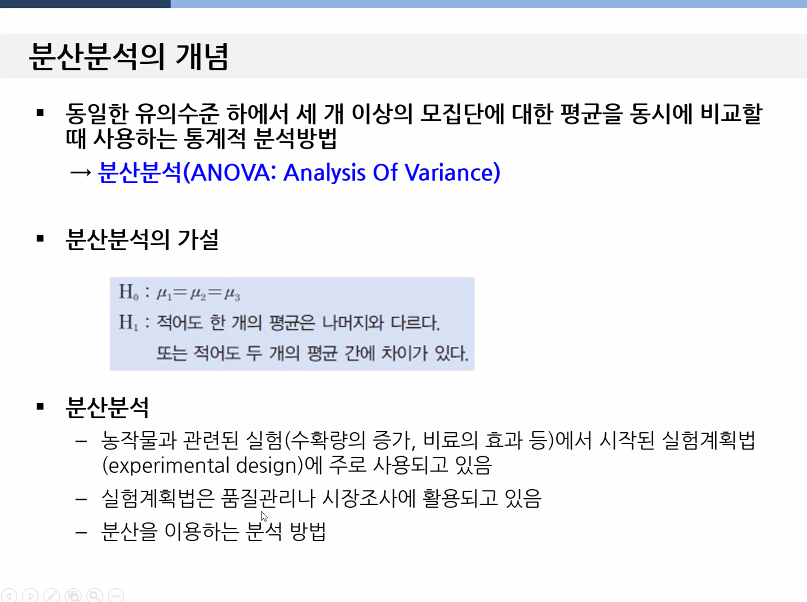 분산분석의 개념
▪ 동일한 유의수준 하에서 세 개 이상의 모집단에 대한 평균을 동시에 비교할
때 사용하는 통계적 분석방법
→ 분산분석(ANOVA: Analysis Of Variance)
▪ 분산분석의 가설
H₀ : μ₁=μ₂=μ₃
H₁ : 적어도 한 개의 평균은 나머지와 다르다.
또는 적어도 두 개의 평균 간에 차이가 있다.
▪ 분산분석
– 농작물과 관련된 실험(수확량의 증가, 비료의 효과 등)에서 시작된 실험계획법
(experimental design)에 주로 사용되고 있음
– 실험계획법은 품질관리나 시장조사에 활용되고 있음
– 분산을 이용하는 분석 방법